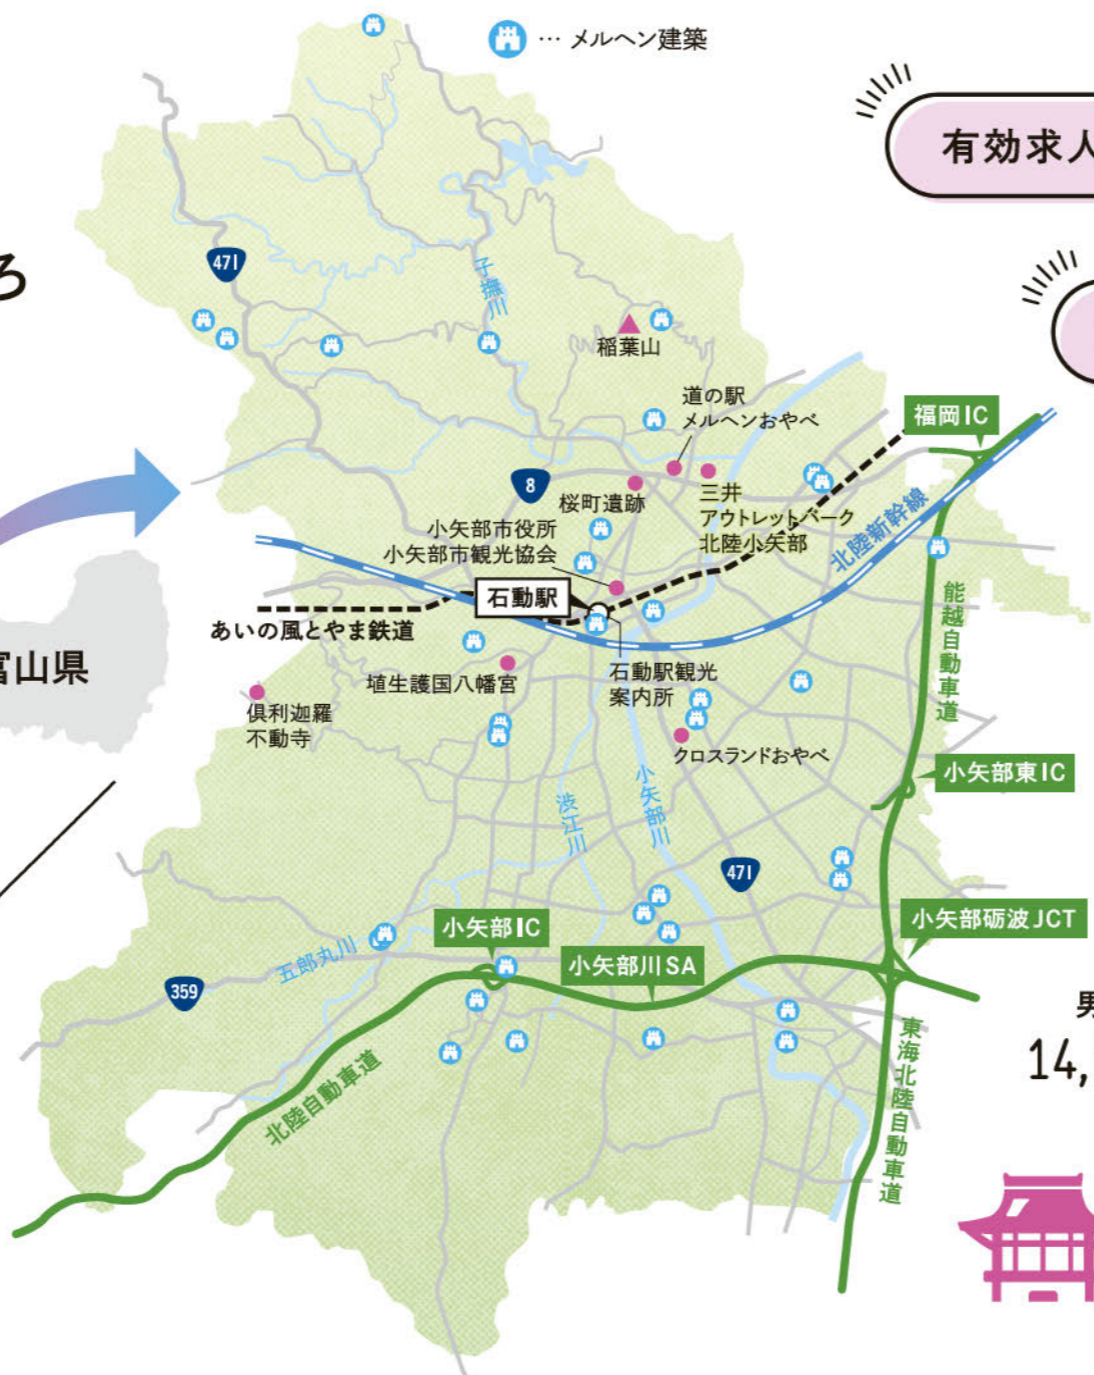 … メルヘン建築
有効求人
ろ
471
子撫川
稲葉山
道の駅
メルヘンおやべ
福岡IC
8
桜町遺跡
三井
アウトレットパーク
北陸小矢部
北陸新幹線
小矢部市役所
小矢部市観光協会
石動駅
あいの風とやま鉄道
能越自動車道
富山県
埴生護国八幡宮
石動駅観光
案内所
倶利迦羅
不動寺
クロスランドおやべ
小矢部東IC
渋江川
小矢部川
471
小矢部IC
小矢部砺波JCT
五郎丸川
小矢部川SA
359
男
14,
北陸自動車道
東海北陸自動車道